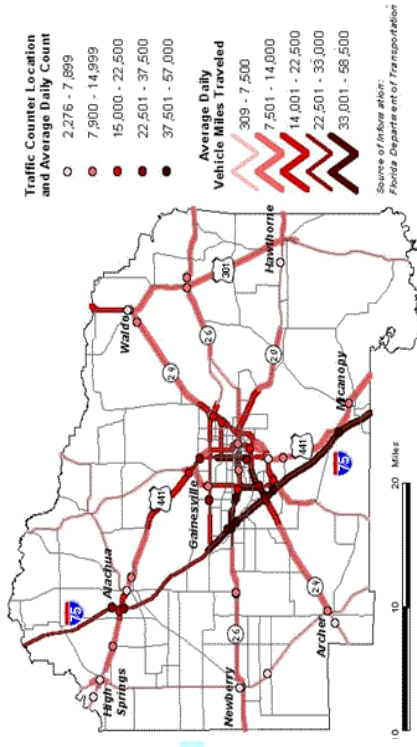 Traffic Counter Location
and Average Daily Count
2,276 - 7,899
7,900 - 14,999
15,000 - 22,500
22,501 - 37,500
37,501 - 57,000
Average Daily
Vehicle Miles Traveled
309 - 7,500
7,501 - 14,000
14,001 - 22,500
22,501 - 33,000
33,001 - 58,500
Source of Information:
Florida Department of Transportation
75
High
Springs
Alachua
441
Waldo
24
301
26
Gainesville
Newberry
26
20
Hawthorne
Archer
24
441
75
Micanopy
0
10
20
Miles